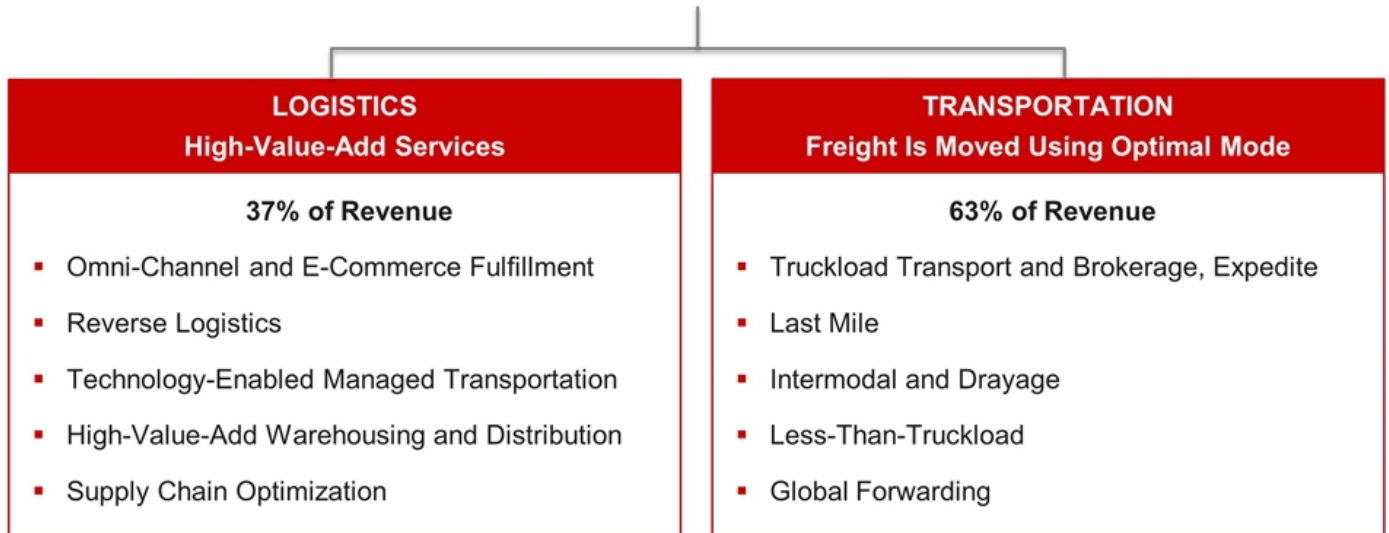 LOGISTICS
High-Value-Add Services
37% of Revenue
▪ Omni-Channel and E-Commerce Fulfillment
▪ Reverse Logistics
▪ Technology-Enabled Managed Transportation
▪ High-Value-Add Warehousing and Distribution
▪ Supply Chain Optimization
TRANSPORTATION
Freight Is Moved Using Optimal Mode
63% of Revenue
▪ Truckload Transport and Brokerage, Expedite
▪ Last Mile
▪ Intermodal and Drayage
▪ Less-Than-Truckload
▪ Global Forwarding